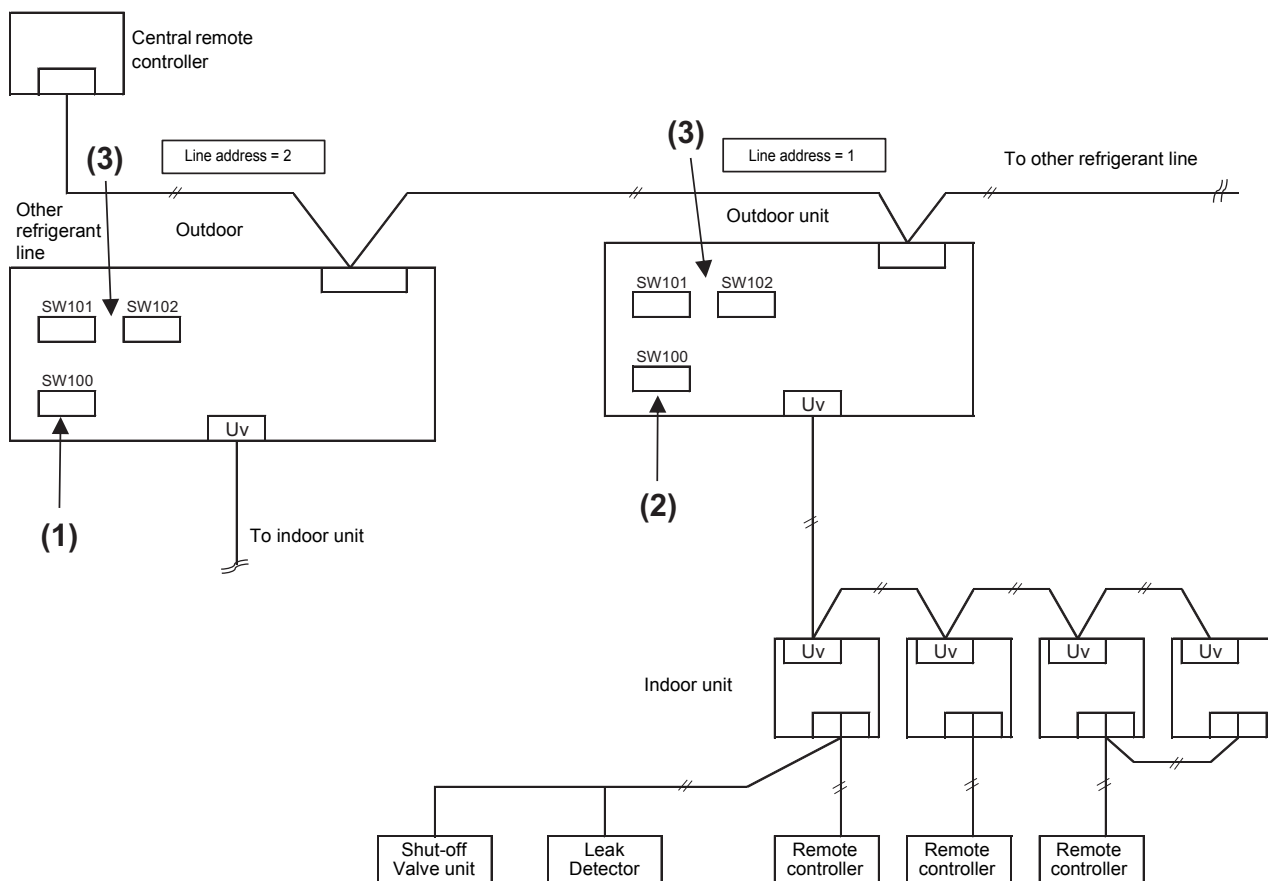 Central remote
controller
(3)
Line address = 2
(3)
Line address = 1
To other refrigerant line
Other
refrigerant
line
Outdoor
Outdoor unit
SW101
SW102
SW100
Uv
SW101
SW102
SW100
Uv
(1)
(2)
To indoor unit
Indoor unit
Uv
Uv
Uv
Uv
Shut-off
Valve unit
Leak
Detector
Remote
controller
Remote
controller
Remote
controller